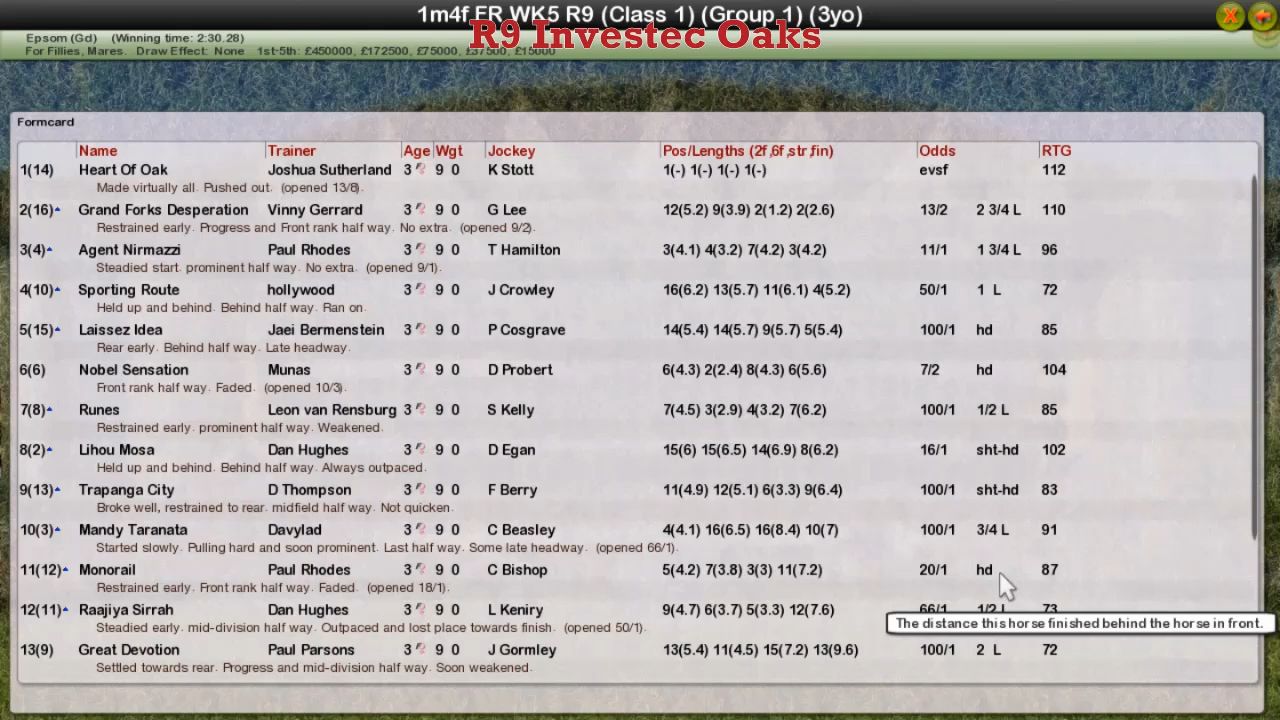 1m4f FR WK5 R9 (Class 1) (Group 1) (3yo)
R9 Investec Oaks
Epsom (Gd) (Winning time: 2:30.28)
For Fillies, Mares. Draw Effect: None 1st-5th: £450000, £172500, £75000, £37500, £15000
Formcard
Name Trainer Age Wgt Jockey Pos/Lengths (2f,6f,str,fin) Odds RTG
1(14) Heart Of Oak Joshua Sutherland 3 9 0 K Stott 1(-) 1(-) 1(-) 1(-) evsf 112
Made virtually all. Pushed out. (opened 13/8).
2(16) Grand Forks Desperation Vinny Gerrard 3 9 0 G Lee 12(5.2) 9(3.9) 2(1.2) 2(2.6) 13/2 2 3/4 L 110
Restrained early. Progress and Front rank half way. No extra. (opened 9/2).
3(4) Agent Nirmazzi Paul Rhodes 3 9 0 T Hamilton 3(4.1) 4(3.2) 7(4.2) 3(4.2) 11/1 1 3/4 L 96
Steadied start. prominent half way. No extra. (opened 9/1).
4(10) Sporting Route hollywood 3 9 0 J Crowley 16(6.2) 13(5.7) 11(6.1) 4(5.2) 50/1 1 L 72
Held up and behind. Behind half way. Ran on.
5(15) Laissez Idea Jaei Bermenstein 3 9 0 P Cosgrave 14(5.4) 14(5.7) 9(5.7) 5(5.4) 100/1 hd 85
Rear early. Behind half way. Late headway.
6(6) Nobel Sensation Munas 3 9 0 D Probert 6(4.3) 2(2.4) 8(4.3) 6(5.6) 7/2 hd 104
Front rank half way. Faded. (opened 10/3).
7(8) Runes Leon van Rensburg 3 9 0 S Kelly 7(4.5) 3(2.9) 4(3.2) 7(6.2) 100/1 1/2 L 85
Restrained early. prominent half way. Weakened.
8(2) Lihou Mosa Dan Hughes 3 9 0 D Egan 15(6) 15(6.5) 14(6.9) 8(6.2) 16/1 sht-hd 102
Held up and behind. Behind half way. Always outpaced.
9(13) Trapanga City D Thompson 3 9 0 F Berry 11(4.9) 12(5.1) 6(3.3) 9(6.4) 100/1 sht-hd 83
Broke well, restrained to rear. midfield half way. Not quicken.
10(3) Mandy Taranata Davylad 3 9 0 C Beasley 4(4.1) 16(6.5) 16(8.4) 10(7) 100/1 3/4 L 91
Started slowly. Pulling hard and soon prominent. Last half way. Some late headway. (opened 66/1).
11(12) Monorail Paul Rhodes 3 9 0 C Bishop 5(4.2) 7(3.8) 3(3) 11(7.2) 20/1 hd 87
Restrained early. Front rank half way. Faded. (opened 18/1).
12(11) Raajiya Sirrah Dan Hughes 3 9 0 L Keniry 9(4.7) 6(3.7) 5(3.3) 12(7.6) 66/1 1/2 L 73
Steadied early. mid-division half way. Outpaced and lost place towards finish. (opened 50/1).
The distance this horse finished behind the horse in front.
13(9) Great Devotion Paul Parsons 3 9 0 J Gormley 13(5.4) 11(4.5) 15(7.2) 13(9.6) 100/1 2 L 72
Settled towards rear. Progress and mid-division half way. Soon weakened.